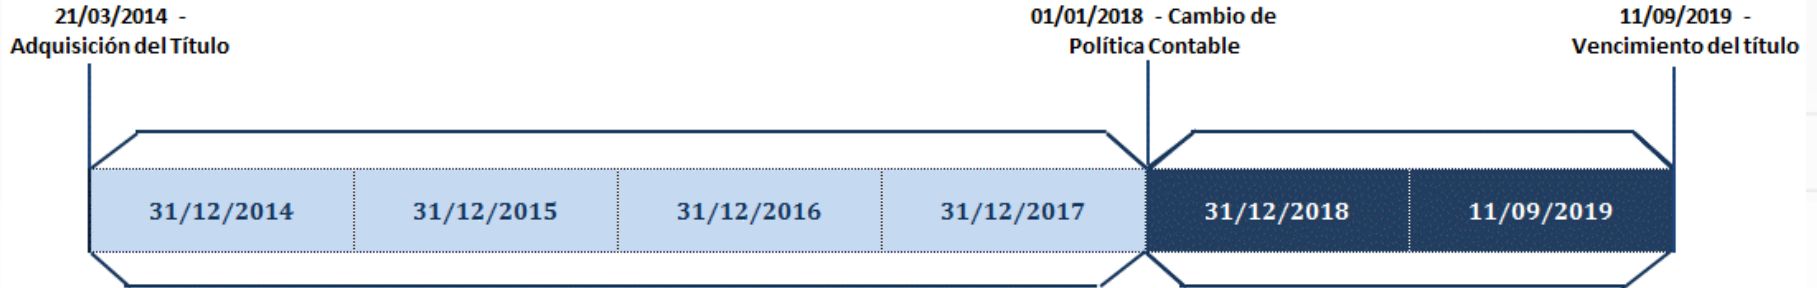 21/03/2014 -
Adquisición del Título
01/01/2018 - Cambio de
Política Contable
11/09/2019 -
Vencimiento del título
31/12/2014
31/12/2015
31/12/2016
31/12/2017
31/12/2018
11/09/2019